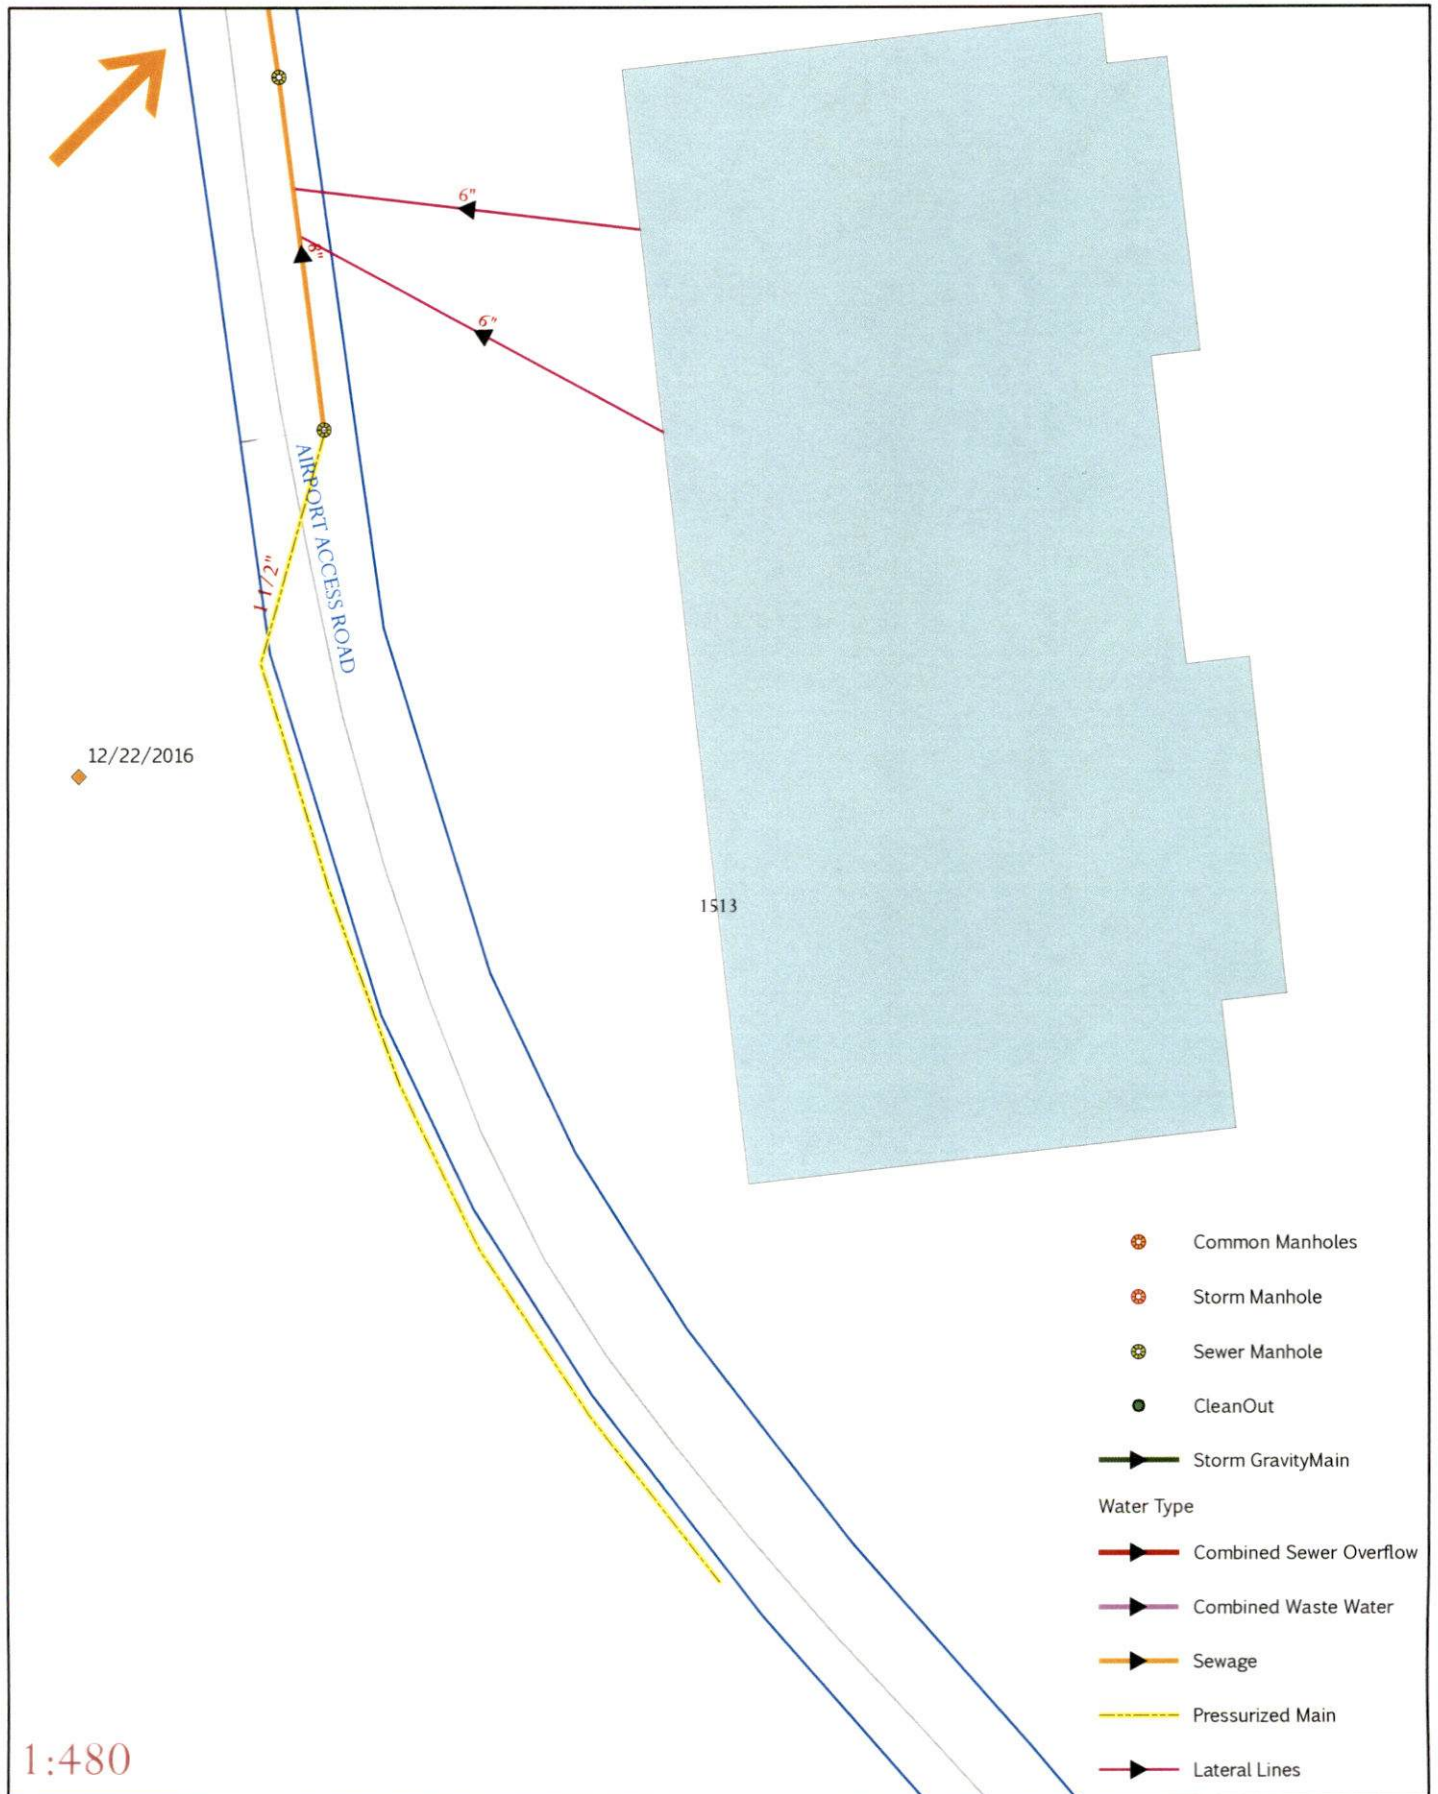 6"
8"
6"
AIRPORT ACCESS ROAD
1 1/2"
12/22/2016
1513
Common Manholes
Storm Manhole
Sewer Manhole
CleanOut
Storm GravityMain
Water Type
Combined Sewer Overflow
Combined Waste Water
Sewage
Pressurized Main
Lateral Lines
1:480